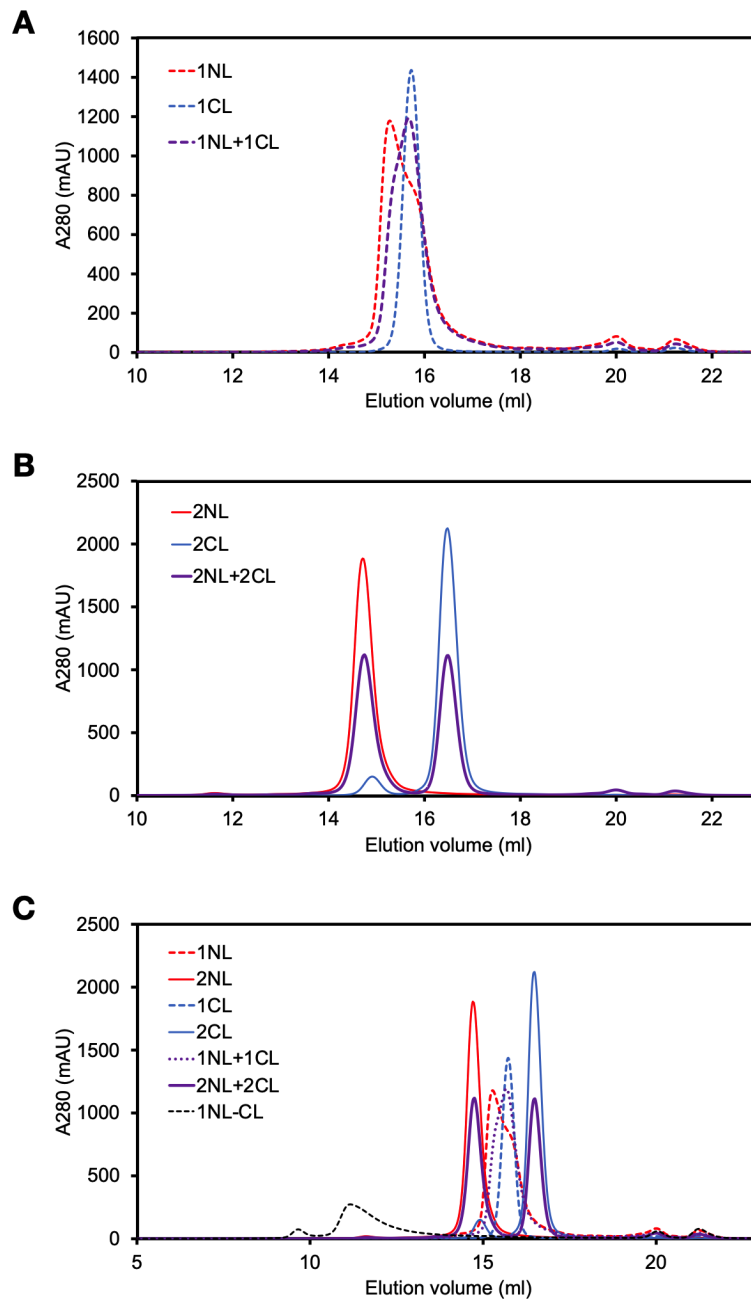 A
1600
1400
1200
1000
800
600
400
200
0
A280 (mAU)
1NL
1CL
1NL+1CL
10 12 14 16 18 20 22
Elution volume (ml)
B
2500
2000
1500
1000
500
0
A280 (mAU)
2NL
2CL
2NL+2CL
10 12 14 16 18 20 22
Elution volume (ml)
C
2500
2000
1500
1000
500
0
A280 (mAU)
1NL
2NL
1CL
2CL
1NL+1CL
2NL+2CL
1NL-CL
5 10 15 20
Elution volume (ml)